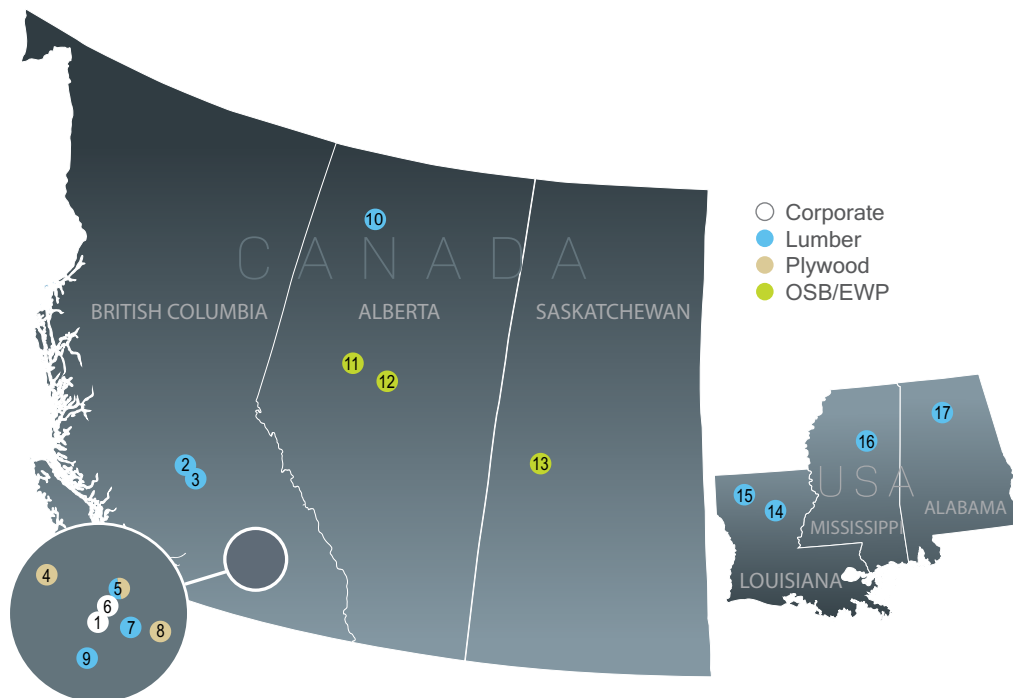 10
Corporate
Lumber
Plywood
OSB/EWP
CANADA
BRITISH COLUMBIA
ALBERTA
SASKATCHEWAN
11
12
17
16
2
3
13
USA
15
14
ALABAMA
MISSISSIPPI
LOUISIANA
4
5
6
1
7
8
9